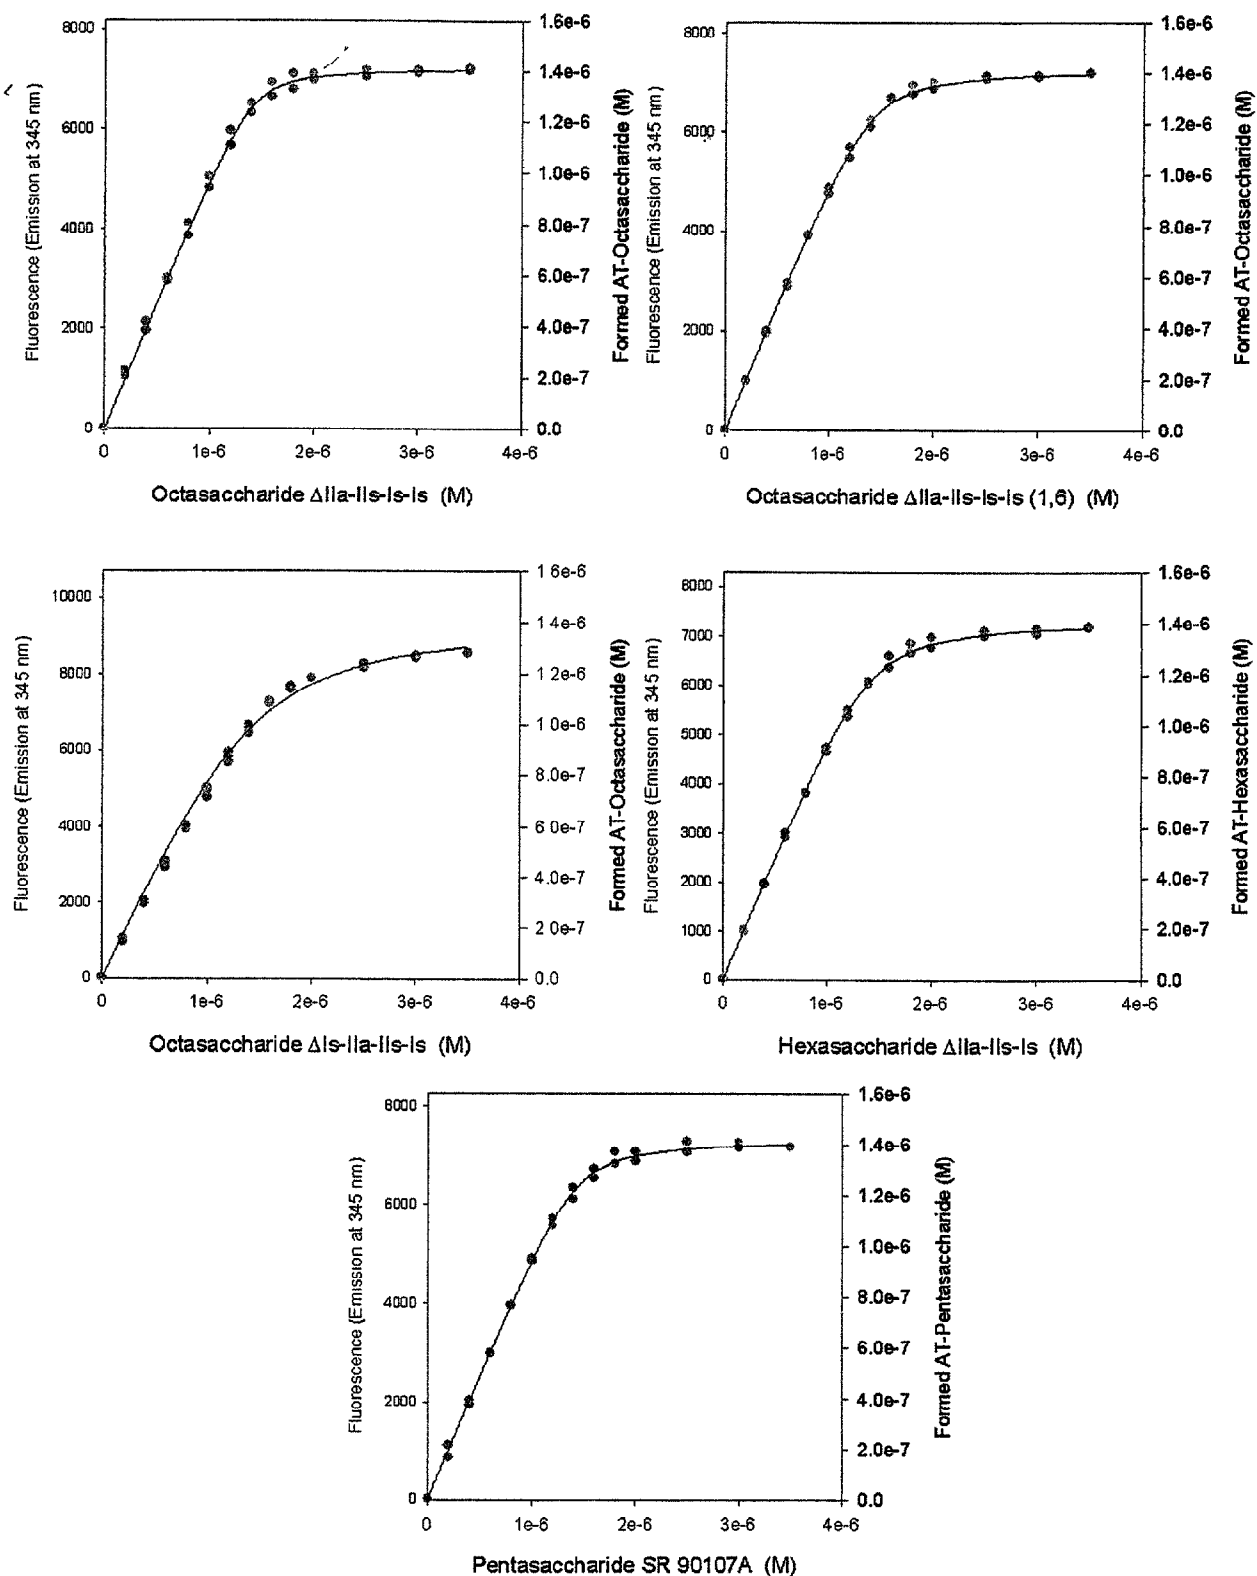 8000
6000
4000
2000
0
Fluorescence (Emission at 345 nm)
1.6e-6
1.4e-6
1.2e-6
1.0e-6
8.0e-7
6.0e-7
4.0e-7
2.0e-7
0.0
Formed AT-Octasaccharide (M)
0 1e-6 2e-6 3e-6 4e-6
Octasaccharide ΔIIa-IIs-Is-Is (M)
8000
6000
4000
2000
0
Fluorescence (Emission at 345 nm)
1.6e-6
1.4e-6
1.2e-6
1.0e-6
8.0e-7
6.0e-7
4.0e-7
2.0e-7
0.0
Formed AT-Octasaccharide (M)
0 1e-6 2e-6 3e-6 4e-6
Octasaccharide ΔIIa-IIs-Is-Is (1,6) (M)
10000
8000
6000
4000
2000
0
Fluorescence (Emission at 345 nm)
1 6e-6
1 4e-6
1 2e-6
1 0e-6
8 0e-7
6 0e-7
4 0e-7
2 0e-7
0.0
Formed AT-Octasaccharide (M)
0 1e-6 2e-6 3e-6 4e-6
Octasaccharide ΔIs-IIa-IIs-Is (M)
8000
7000
6000
5000
4000
3000
2000
1000
0
Fluorescence (Emission at 345 nm)
1.6e-6
1.4e-6
1.2e-6
1.0e-6
8.0e-7
6.0e-7
4.0e-7
2.0e-7
0.0
Formed AT-Hexasaccharide (M)
0 1e-6 2e-6 3e-6 4e-6
Hexasaccharide ΔIIa-IIs-Is (M)
8000
6000
4000
2000
0
Fluorescence (Emission at 345 nm)
1.6e-6
1.4e-6
1.2e-6
1.0e-6
8.0e-7
6.0e-7
4.0e-7
2.0e-7
0.0
Formed AT-Pentasaccharide (M)
0 1e-6 2e-6 3e-6 4e-6
Pentasaccharide SR 90107A (M)